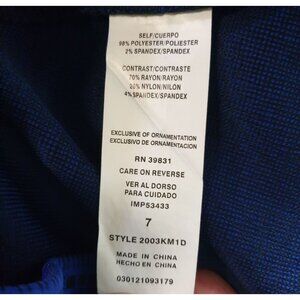 SELF/CUERPO
98% POLYESTER/POLIESTER
2% SPANDEX/SPANDEX
CONTRAST/CONTRASTE
70% RAYON/RAYON
26% NYLON/NILON
4% SPANDEX/SPANDEX
EXCLUSIVE OF ORNAMENTATION
EXCLUSIVO DE ORNAMENTACION
RN 39831
CARE ON REVERSE
VER AL DORSO
PARA CUIDADO
IMP53433
7
STYLE 2003KM1D
MADE IN CHINA
HECHO EN CHINA
030121093179